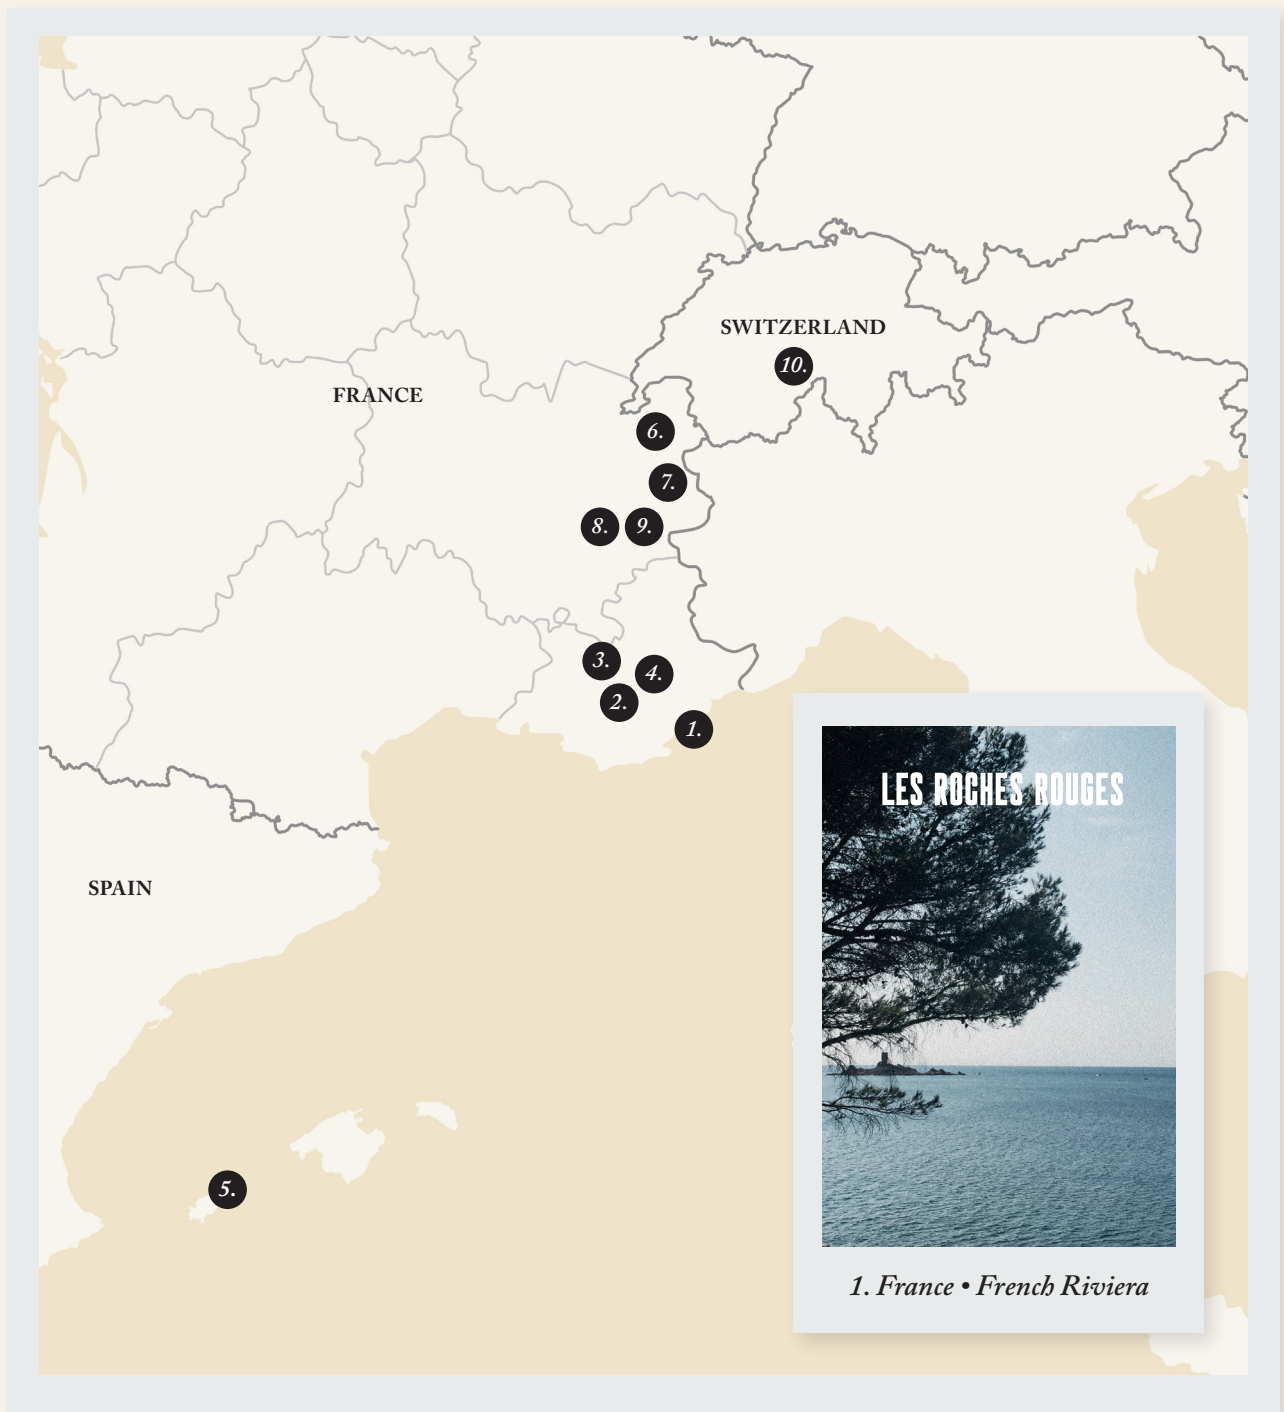 SWITZERLAND
10.
FRANCE
6.
7.
8.
9.
3.
4.
2.
1.
LES ROCHES ROUGES
SPAIN
5.
1. France • French Riviera